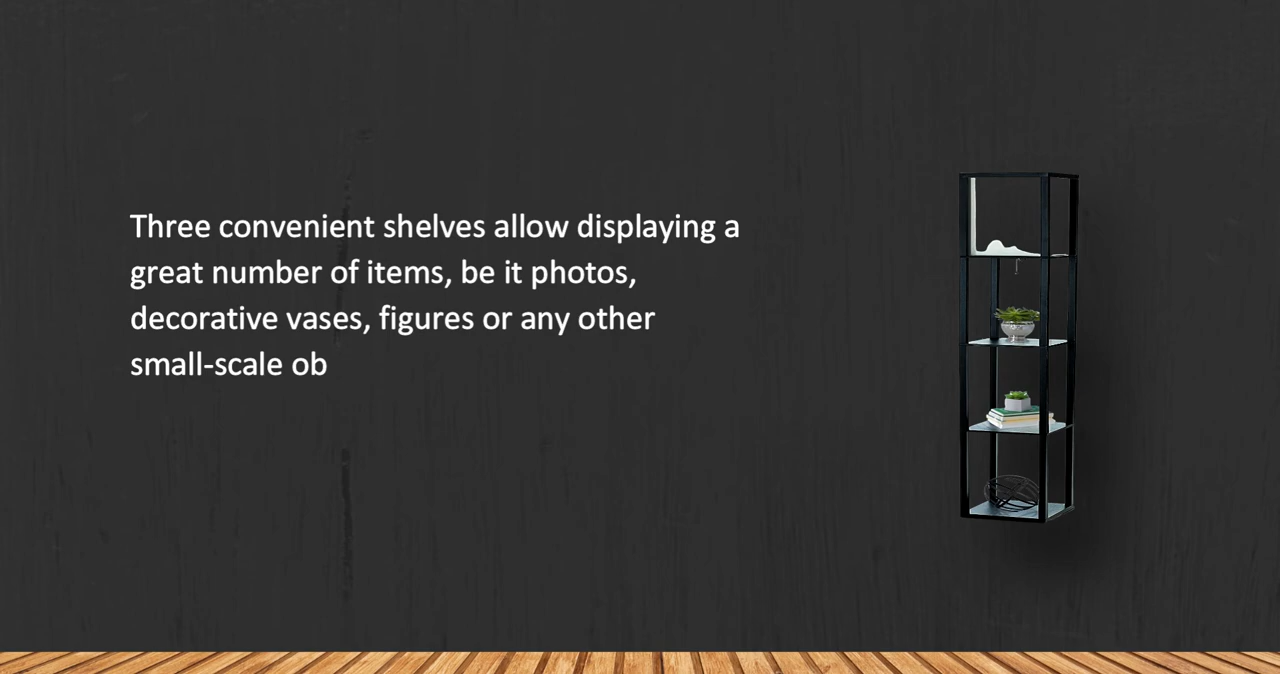 Three convenient shelves allow displaying a
great number of items, be it photos,
decorative vases, figures or any other
small-scale ob